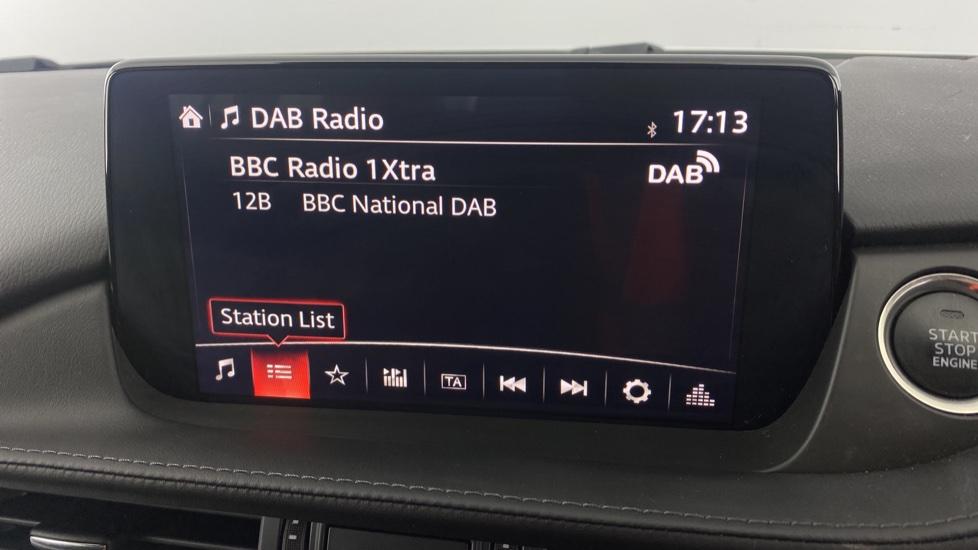 DAB Radio
17:13
BBC Radio 1Xtra
DAB
12B BBC National DAB
Station List
TA
START
STOP
ENGINE